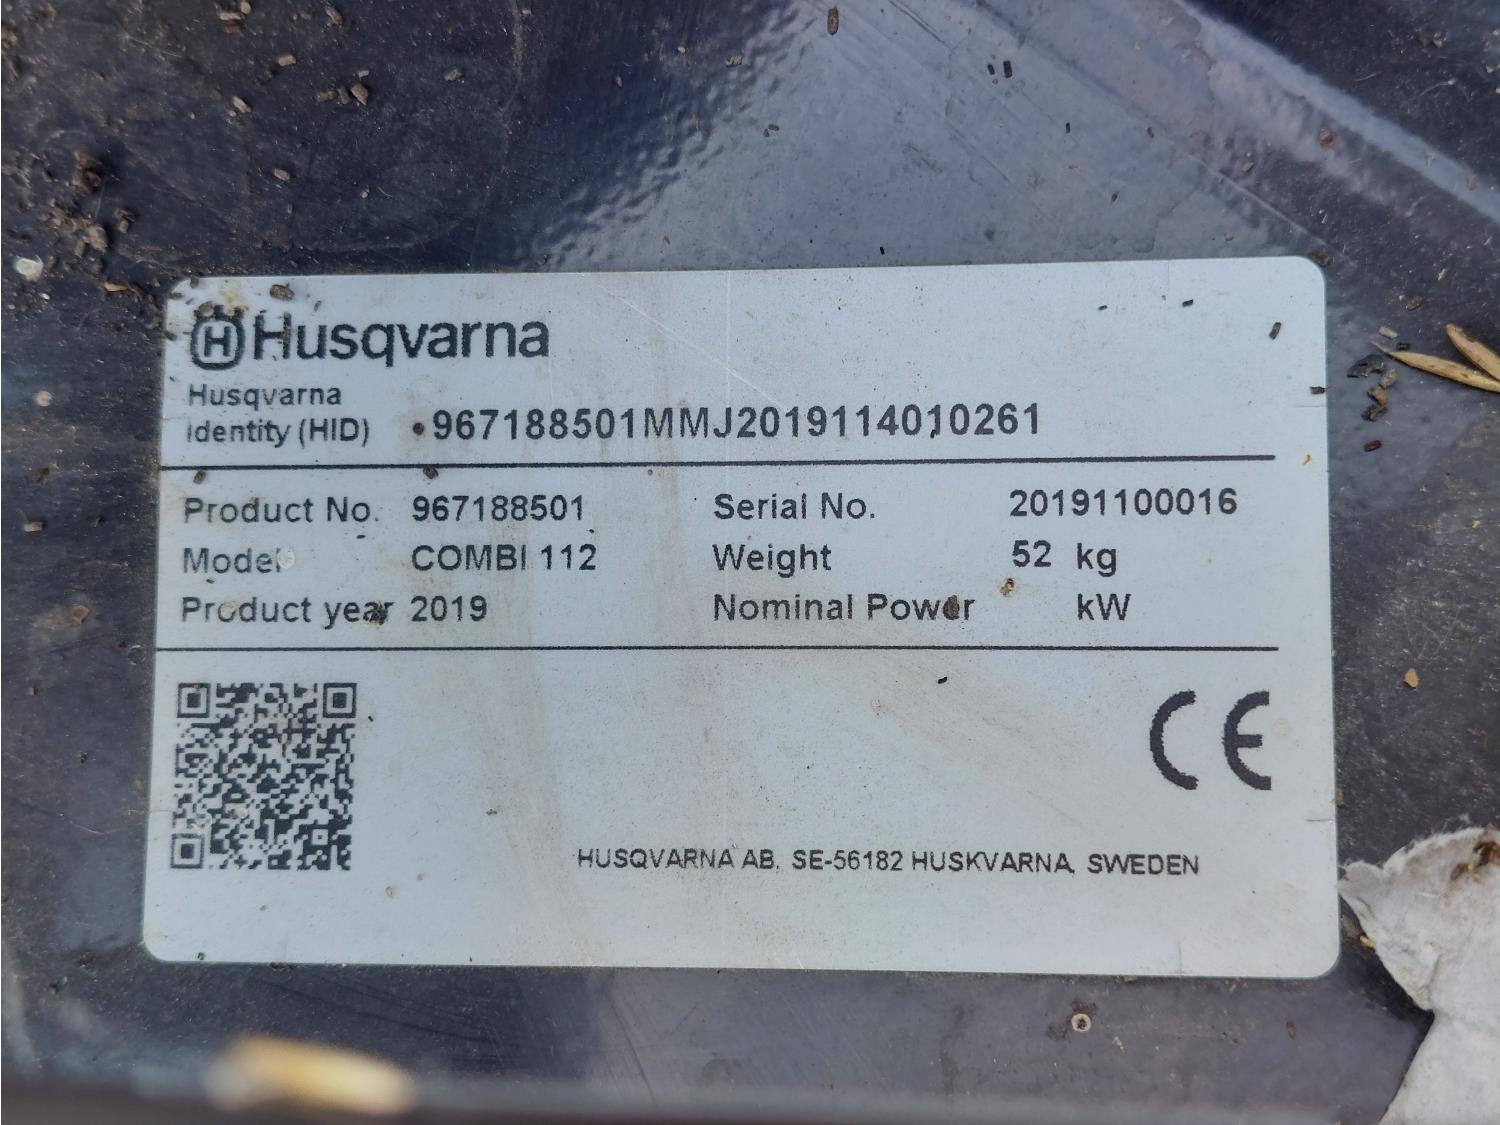 Husqvarna
Husqvarna
Identity (HID) 967188501MMJ2019114010261
Product No. 967188501 Serial No. 20191100016
Model COMBI 112 Weight 52 kg
Product year 2019 Nominal Power kW
CE
HUSQVARNA AB, SE-56182 HUSKVARNA, SWEDEN